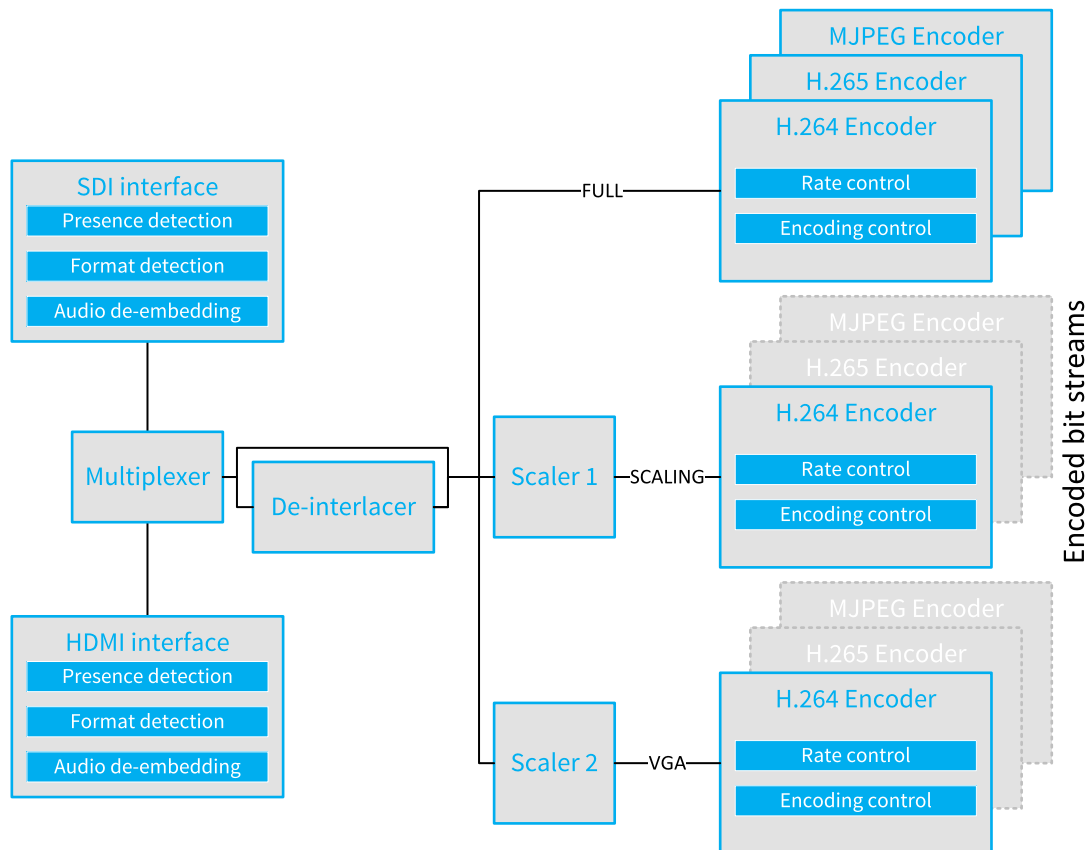 MJPEG Encoder
H.265 Encoder
H.264 Encoder
Rate control
Encoding control
SDI interface
Presence detection
Format detection
Audio de-embedding
FULL
MJPEG Encoder
H.265 Encoder
H.264 Encoder
Rate control
Encoding control
Multiplexer
De-interlacer
Scaler 1
SCALING
Encoded bit streams
HDMI interface
Presence detection
Format detection
Audio de-embedding
MJPEG Encoder
H.265 Encoder
H.264 Encoder
Rate control
Encoding control
Scaler 2
VGA